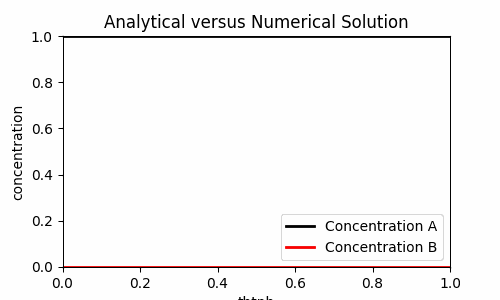 Analytical versus Numerical Solution
1.0
0.8
0.6
0.4
0.2
0.0
concentration
Concentration A
Concentration B
0.0 0.2 0.4 0.6 0.8 1.0